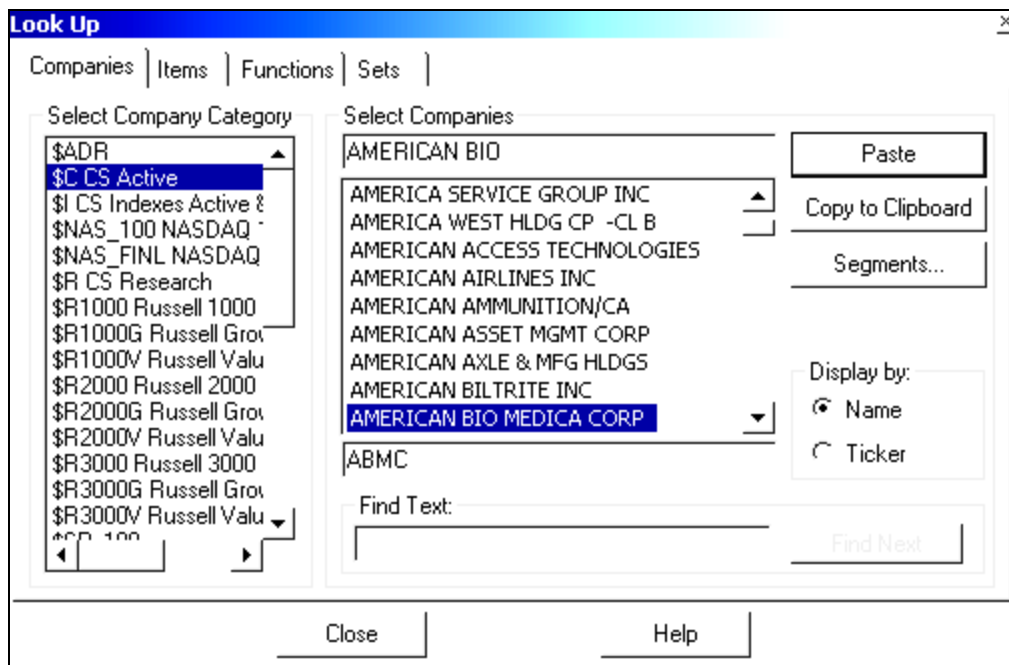 Look Up
Companies Items Functions Sets
Select Company Category
$ADR
$C CS Active
$I CS Indexes Active &
$NAS_100 NASDAQ
$NAS_FINL NASDAQ
$R CS Research
$R1000 Russell 1000
$R1000G Russell Grow
$R1000V Russell Valu
$R2000 Russell 2000
$R2000G Russell Grow
$R2000V Russell Valu
$R3000 Russell 3000
$R3000G Russell Grow
$R3000V Russell Valu
Select Companies
AMERICAN BIO
AMERICA SERVICE GROUP INC
AMERICA WEST HLDG CP -CL B
AMERICAN ACCESS TECHNOLOGIES
AMERICAN AIRLINES INC
AMERICAN AMMUNITION/CA
AMERICAN ASSET MGMT CORP
AMERICAN AXLE & MFG HLDGS
AMERICAN BILTRITE INC
AMERICAN BIO MEDICA CORP
ABMC
Find Text:
Find Next
Paste
Copy to Clipboard
Segments...
Display by:
Name
Ticker
Close
Help